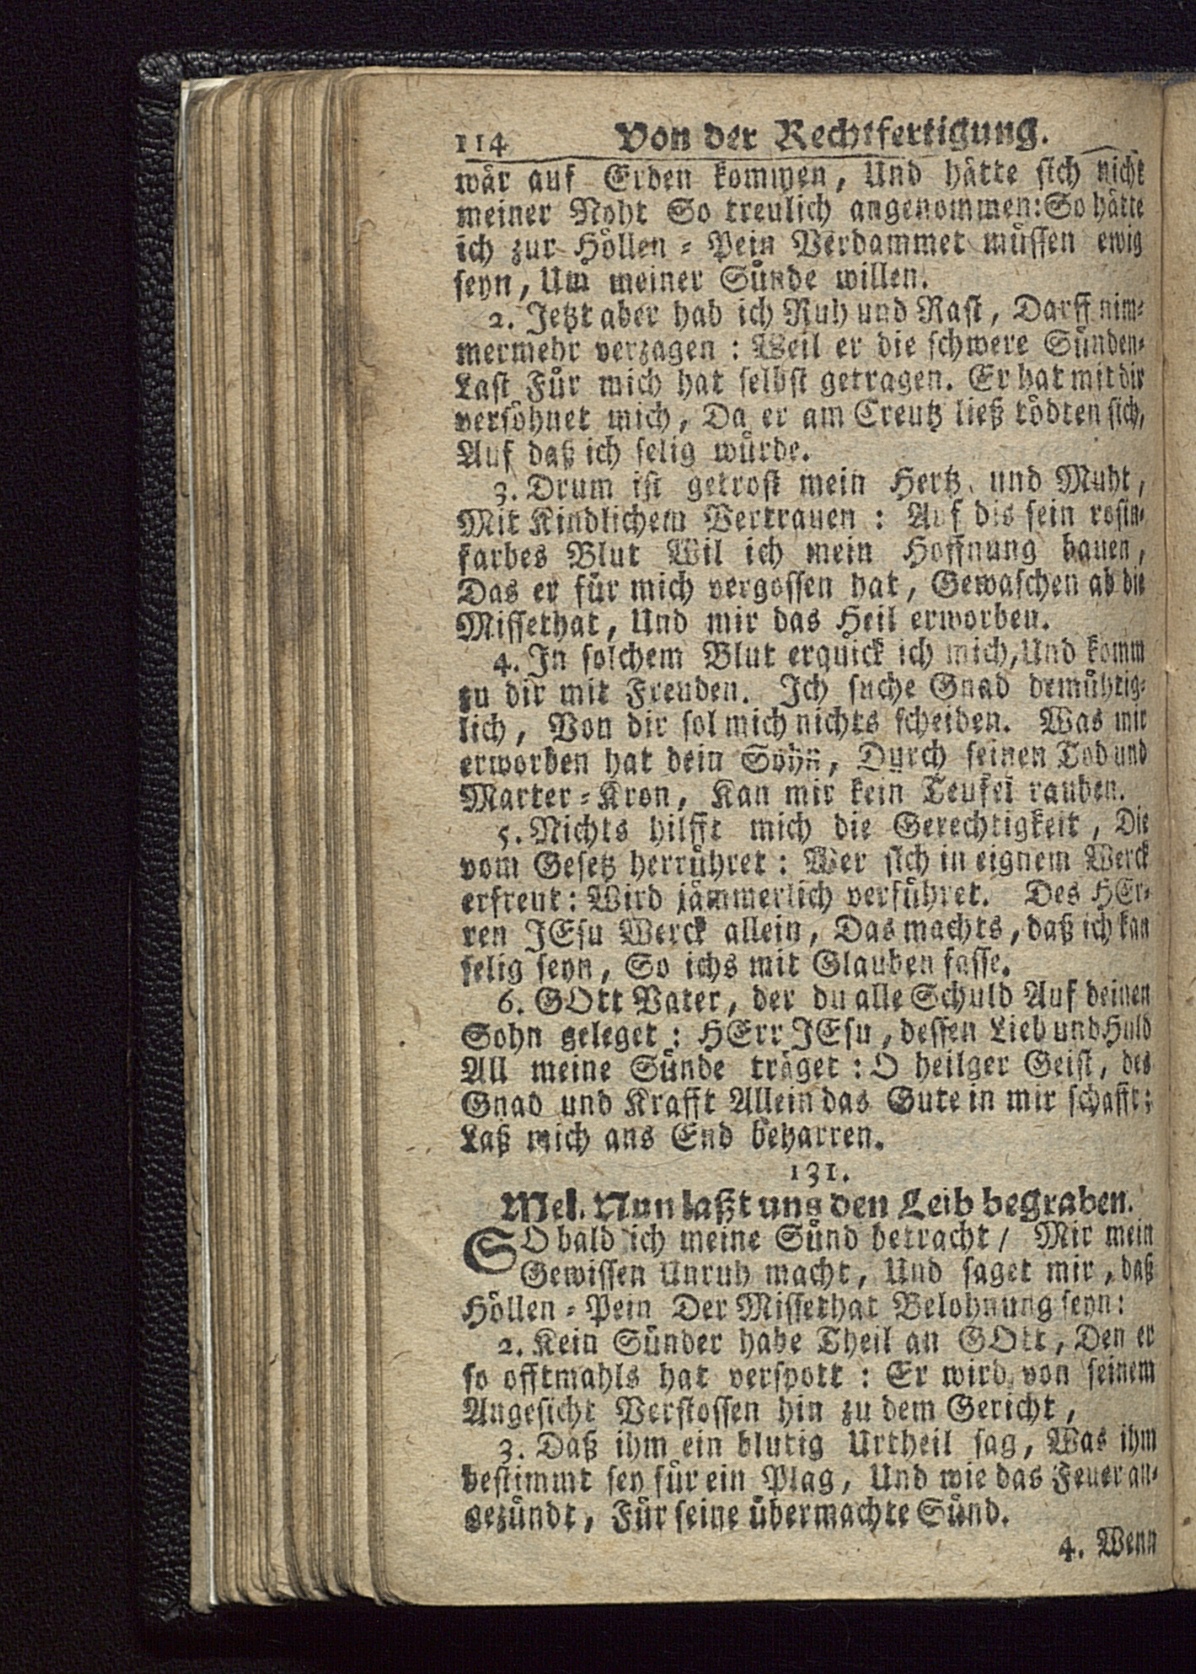 114 Von der Rechtfertigung.
wär auf Erden kommen, Und hätte sich nicht
meiner Noht So treulich angenommen: So hätte
ich zur Höllen-Pein Verdammet müssen ewig
seyn, Um meiner Sünde willen.
2. Jetzt aber hab ich Ruh und Rast, Darff nim-
mermehr verzagen: Weil er die schwere Sünden-
Last Für mich hat selbst getragen. Er hat mit dir
versöhnet mich, Da er am Creutz ließ tödten sich,
Auf daß ich selig würde.
3. Drum ist getrost mein Hertz und Muht,
Mit Kindlichem Vertrauen: Auf dis sein rosin-
farbes Blut Wil ich mein Hoffnung bauen,
Das er für mich vergossen hat, Gewaschen ab die
Missethat, Und mir das Heil erworben.
4. In solchem Blut erquick ich mich, Und komm
zu dir mit Freuden. Ich suche Gnad demühtig-
lich, Von dir sol mich nichts scheiden. Was mir
erworben hat dein Sohn, Durch seinen Tod und
Marter-Kron, Kan mir kein Teufel rauben.
5. Nichts hilfft mich die Gerechtigkeit, Die
vom Gesetz herrühret: Wer sich in eignem Werck
erfreut: Wird jämmerlich verführet. Des HEr-
ren JEsu Werck allein, Das machts, daß ich kan
selig seyn, So ichs mit Glauben fasse.
6. GOtt Vater, der du alle Schuld Auf deinen
Sohn geleget: HErr JEsu, dessen Lieb und Huld
All meine Sünde träget: O heilger Geist, des
Gnad und Krafft Allein das Gute in mir schafft;
Laß mich ans End beharren.
131.
Mel. Nun laßt uns den Leib begraben.
SO bald ich meine Sünd betracht / Mir mein
Gewissen Unruh macht, Und saget mir, daß
Höllen-Pein Der Missethat Belohnung seyn:
2. Kein Sünder habe Theil an GOtt, Den er
so offtmahls hat verspott: Er wird von seinem
Angesicht Verstossen hin zu dem Gericht,
3. Daß ihm ein blutig Urtheil sag, Was ihm
bestimmt sey für ein Plag, Und wie das Feuer an-
gezündt, Für seine übermachte Sünd.
4. Wenn